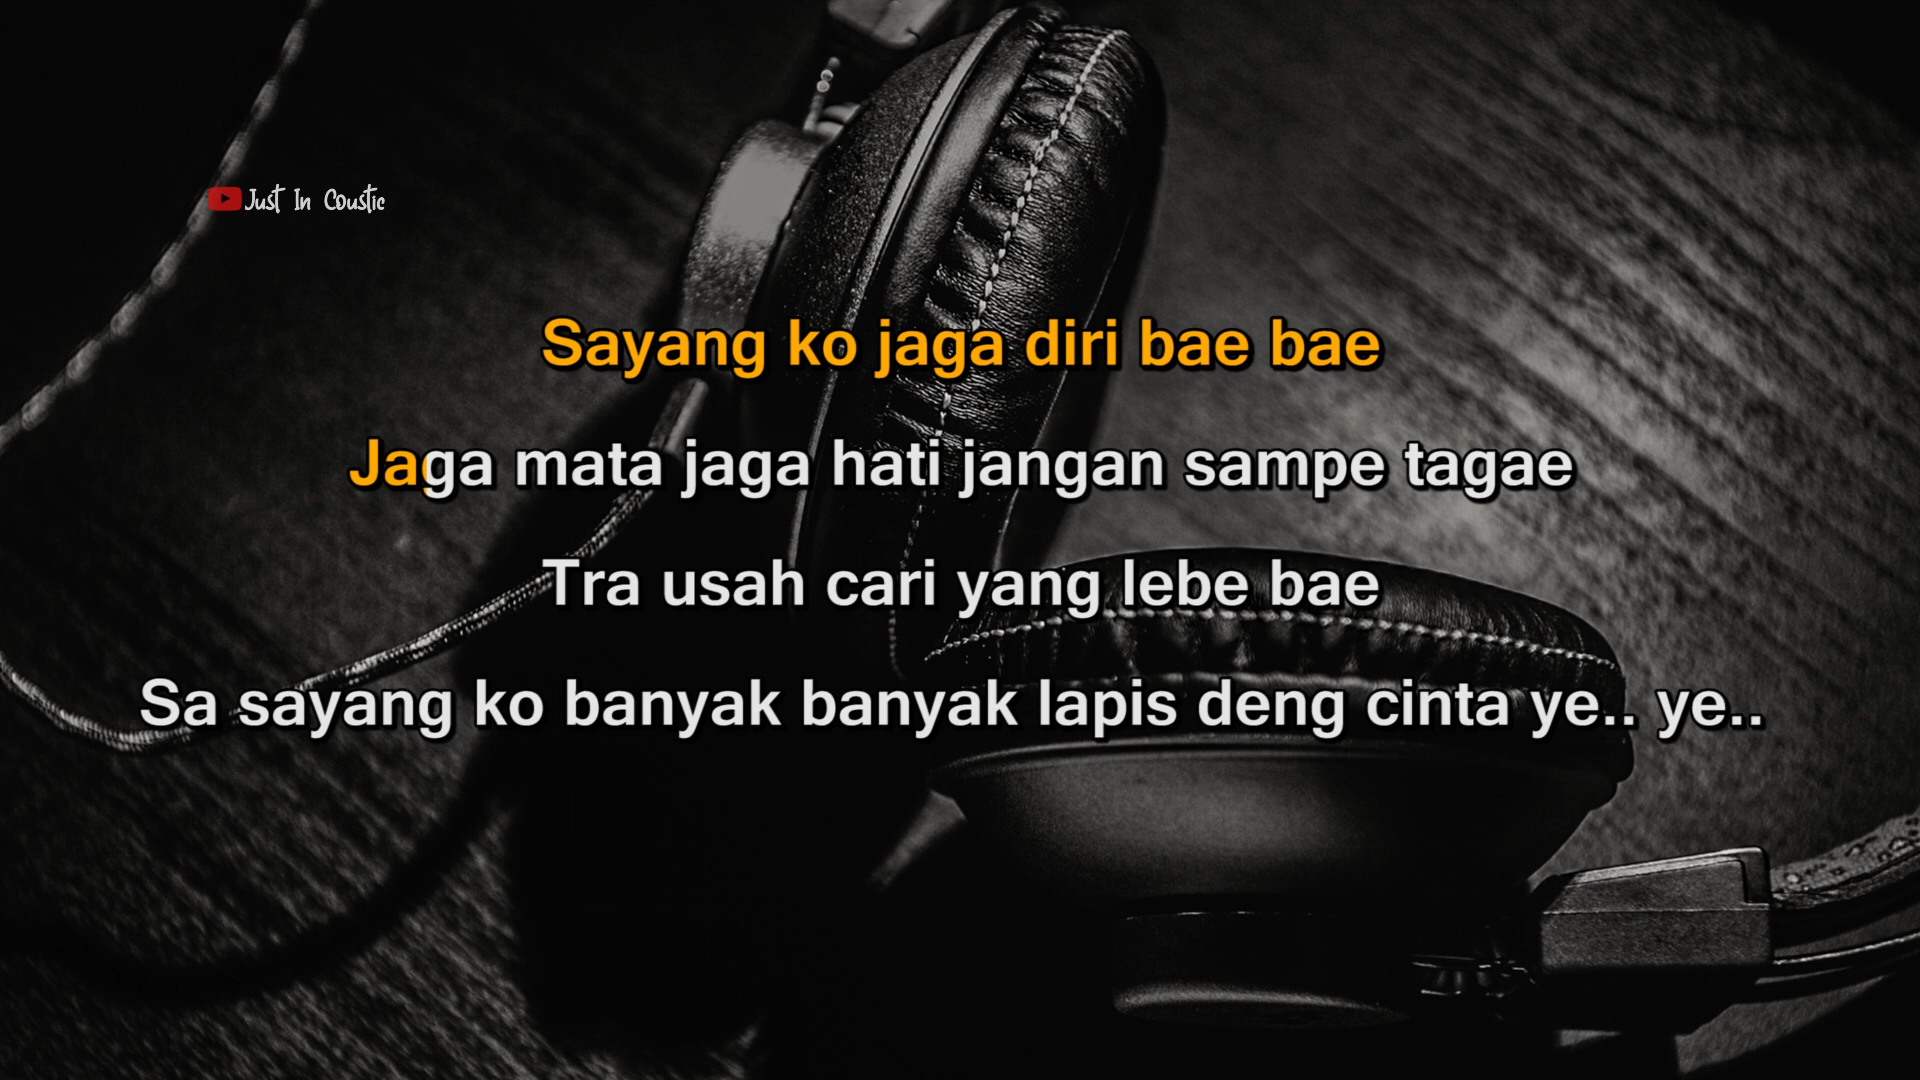 Just In Coustic
Sayang ko jaga diri bae bae
Jaga mata jaga hati jangan sampe tagae
Tra usah cari yang lebe bae
Sa sayang ko banyak banyak lapis deng cinta ye.. ye..